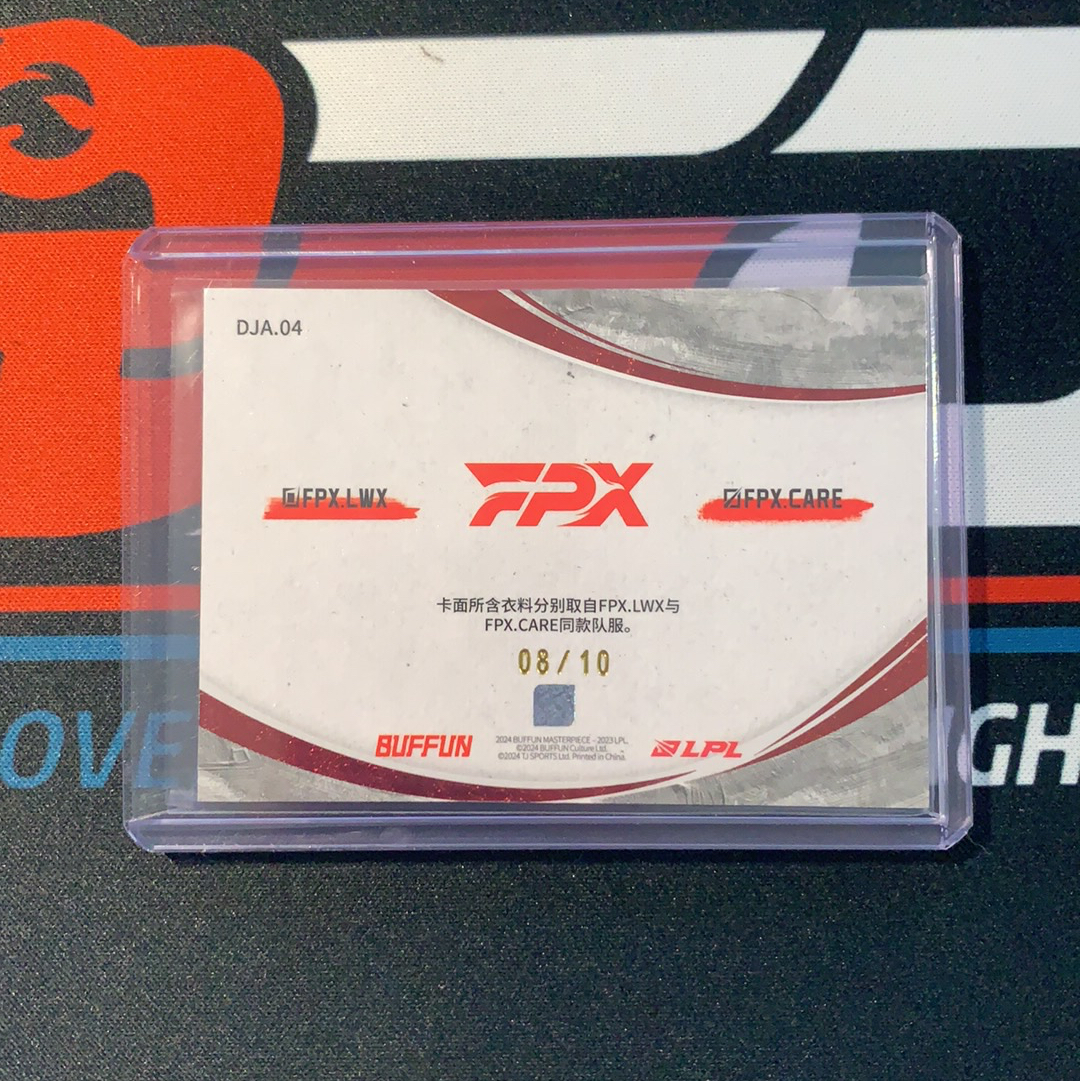 DJA.04
FPX.LWX
FPX
FPX.CARE
卡面所含衣料分别取自FPX.LWX与
FPX.CARE同款队服。
08/10
BUFFUN
2024 BUFFUN MASTERPIECE - 2023 LPL.
©2024 BUFFUN Culture Ltd.
©2024 TJ SPORTS Ltd. Printed in China.
LPL
OVE
GH